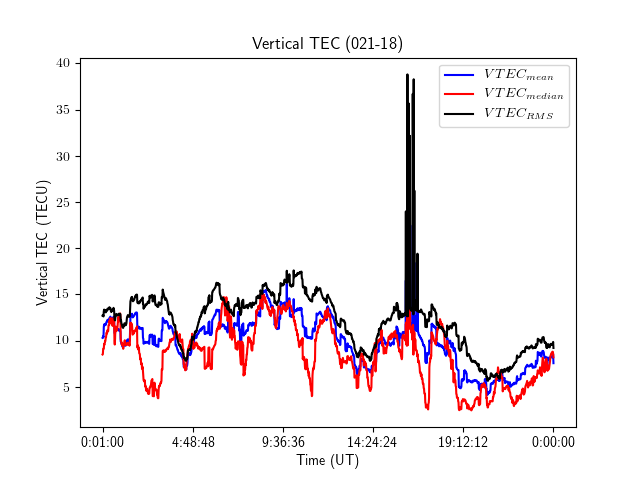 Vertical TEC (021-18)
VTEC_mean
VTEC_median
VTEC_RMS
Vertical TEC (TECU)
40
35
30
25
20
15
10
5
0:01:00 4:48:48 9:36:36 14:24:24 19:12:12 0:00:00
Time (UT)